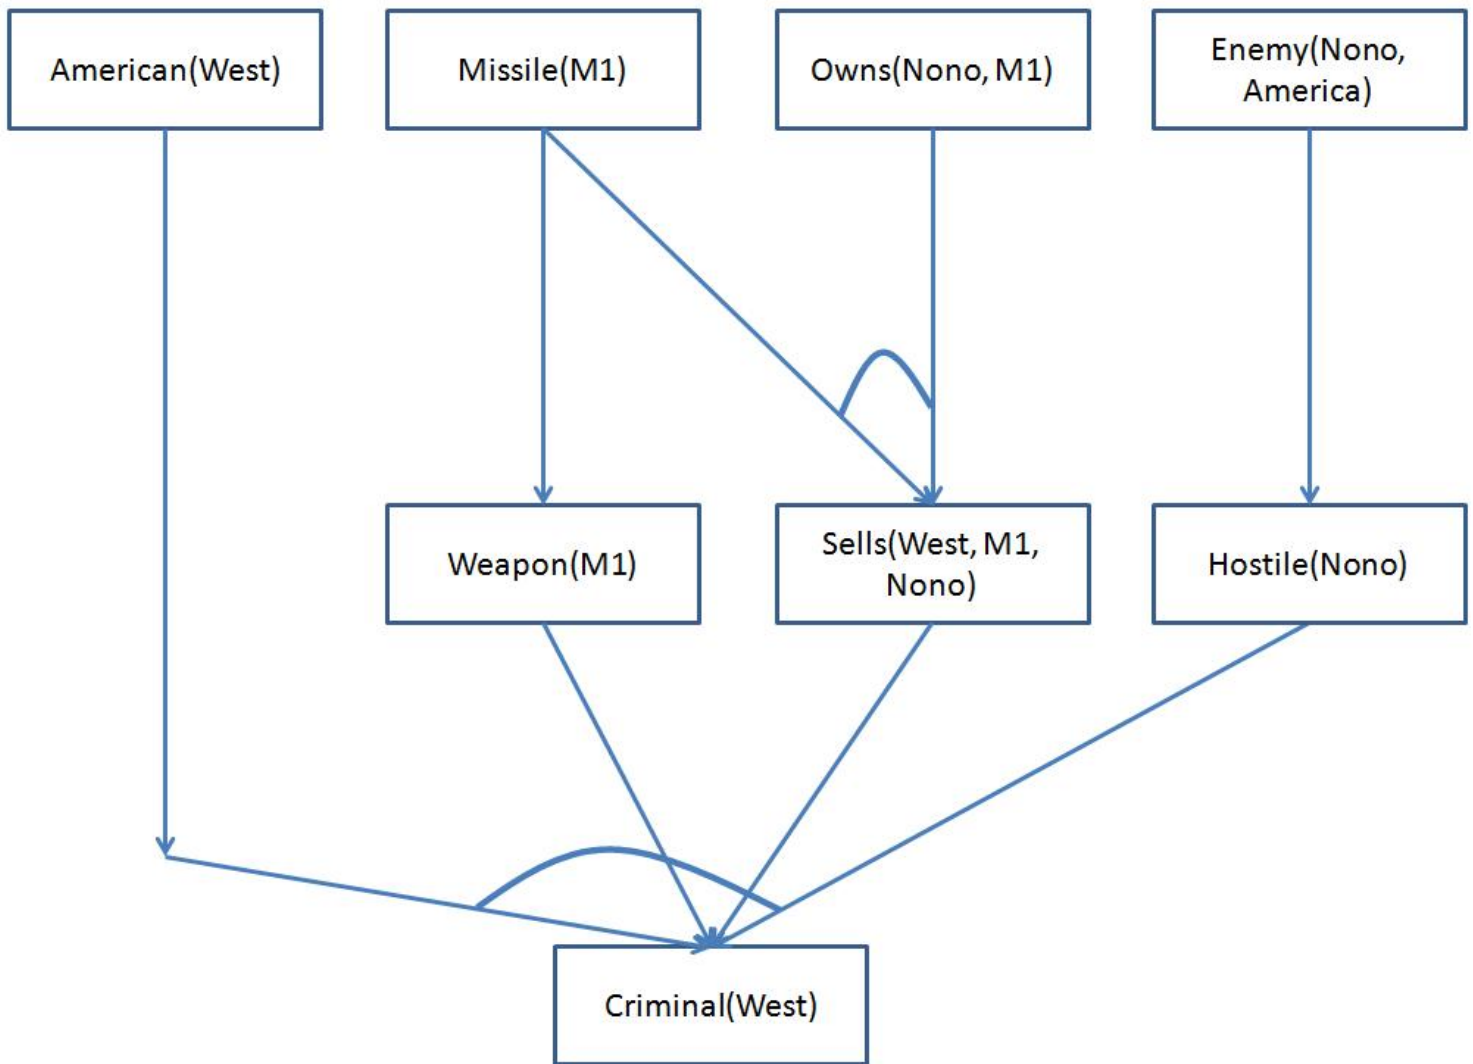 American(West)
Missile(M1)
Owns(Nono, M1)
Enemy(Nono,
America)
Weapon(M1)
Sells(West, M1,
Nono)
Hostile(Nono)
Criminal(West)